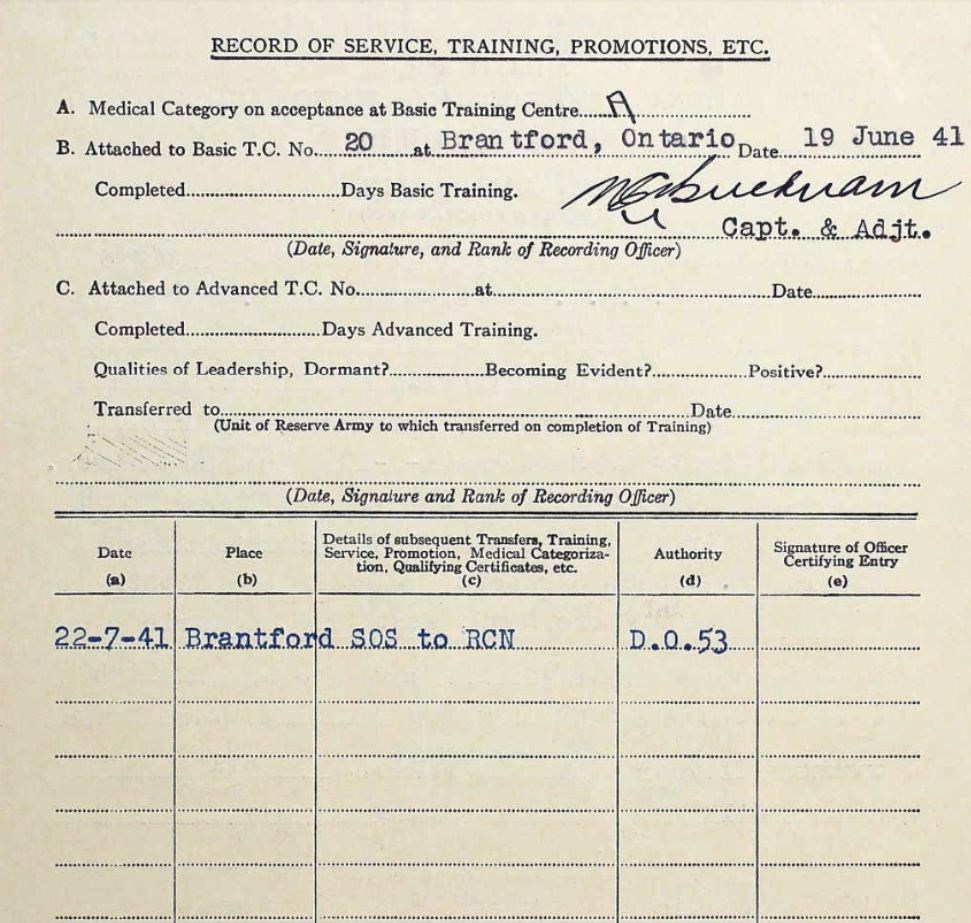 RECORD OF SERVICE, TRAINING, PROMOTIONS, ETC.
A. Medical Category on acceptance at Basic Training Centre......A..............................
B. Attached to Basic T.C. No....20.......at Brantford, Ontario Date....19 June 41
Completed............................Days Basic Training.
Capt. & Adjt.
(Date, Signature, and Rank of Recording Officer)
C. Attached to Advanced T.C. No.....................at..................................................Date....................
Completed........................Days Advanced Training.
Qualities of Leadership, Dormant?.................Becoming Evident?.................Positive?..................
Transferred to.................................................................................Date..................................
(Unit of Reserve Army to which transferred on completion of Training)
(Date, Signature and Rank of Recording Officer)
Date (a) Place (b) Details of subsequent Transfers, Training, Service, Promotion, Medical Categorization, Qualifying Certificates, etc. (c) Authority (d) Signature of Officer Certifying Entry (e)
22-7-41 Brantford SOS to RCN D.O.53